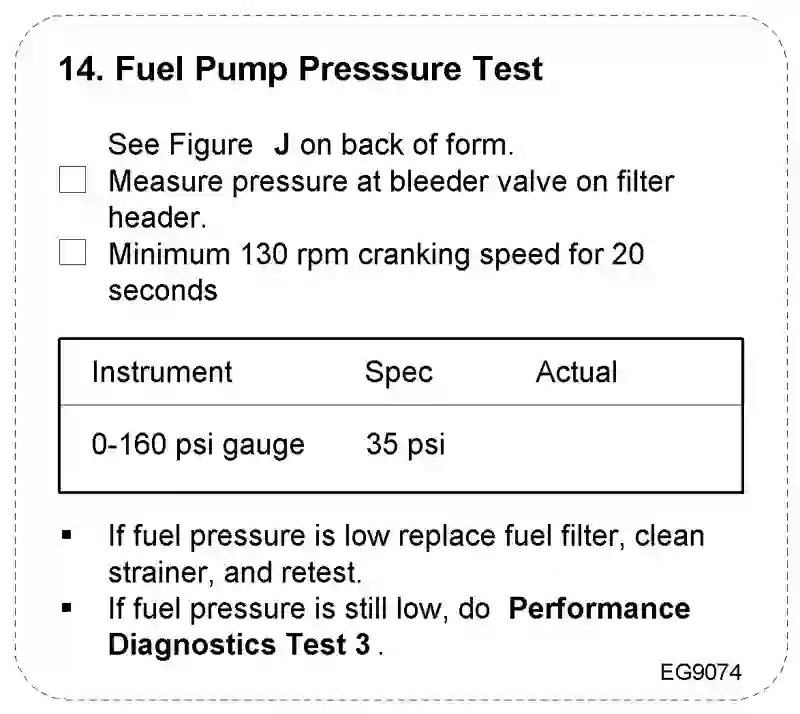 14. Fuel Pump Presssure Test
See Figure J on back of form.
Measure pressure at bleeder valve on filter
header.
Minimum 130 rpm cranking speed for 20
seconds
Instrument Spec Actual
0-160 psi gauge 35 psi
▪ If fuel pressure is low replace fuel filter, clean
strainer, and retest.
▪ If fuel pressure is still low, do Performance
Diagnostics Test 3 .
EG9074